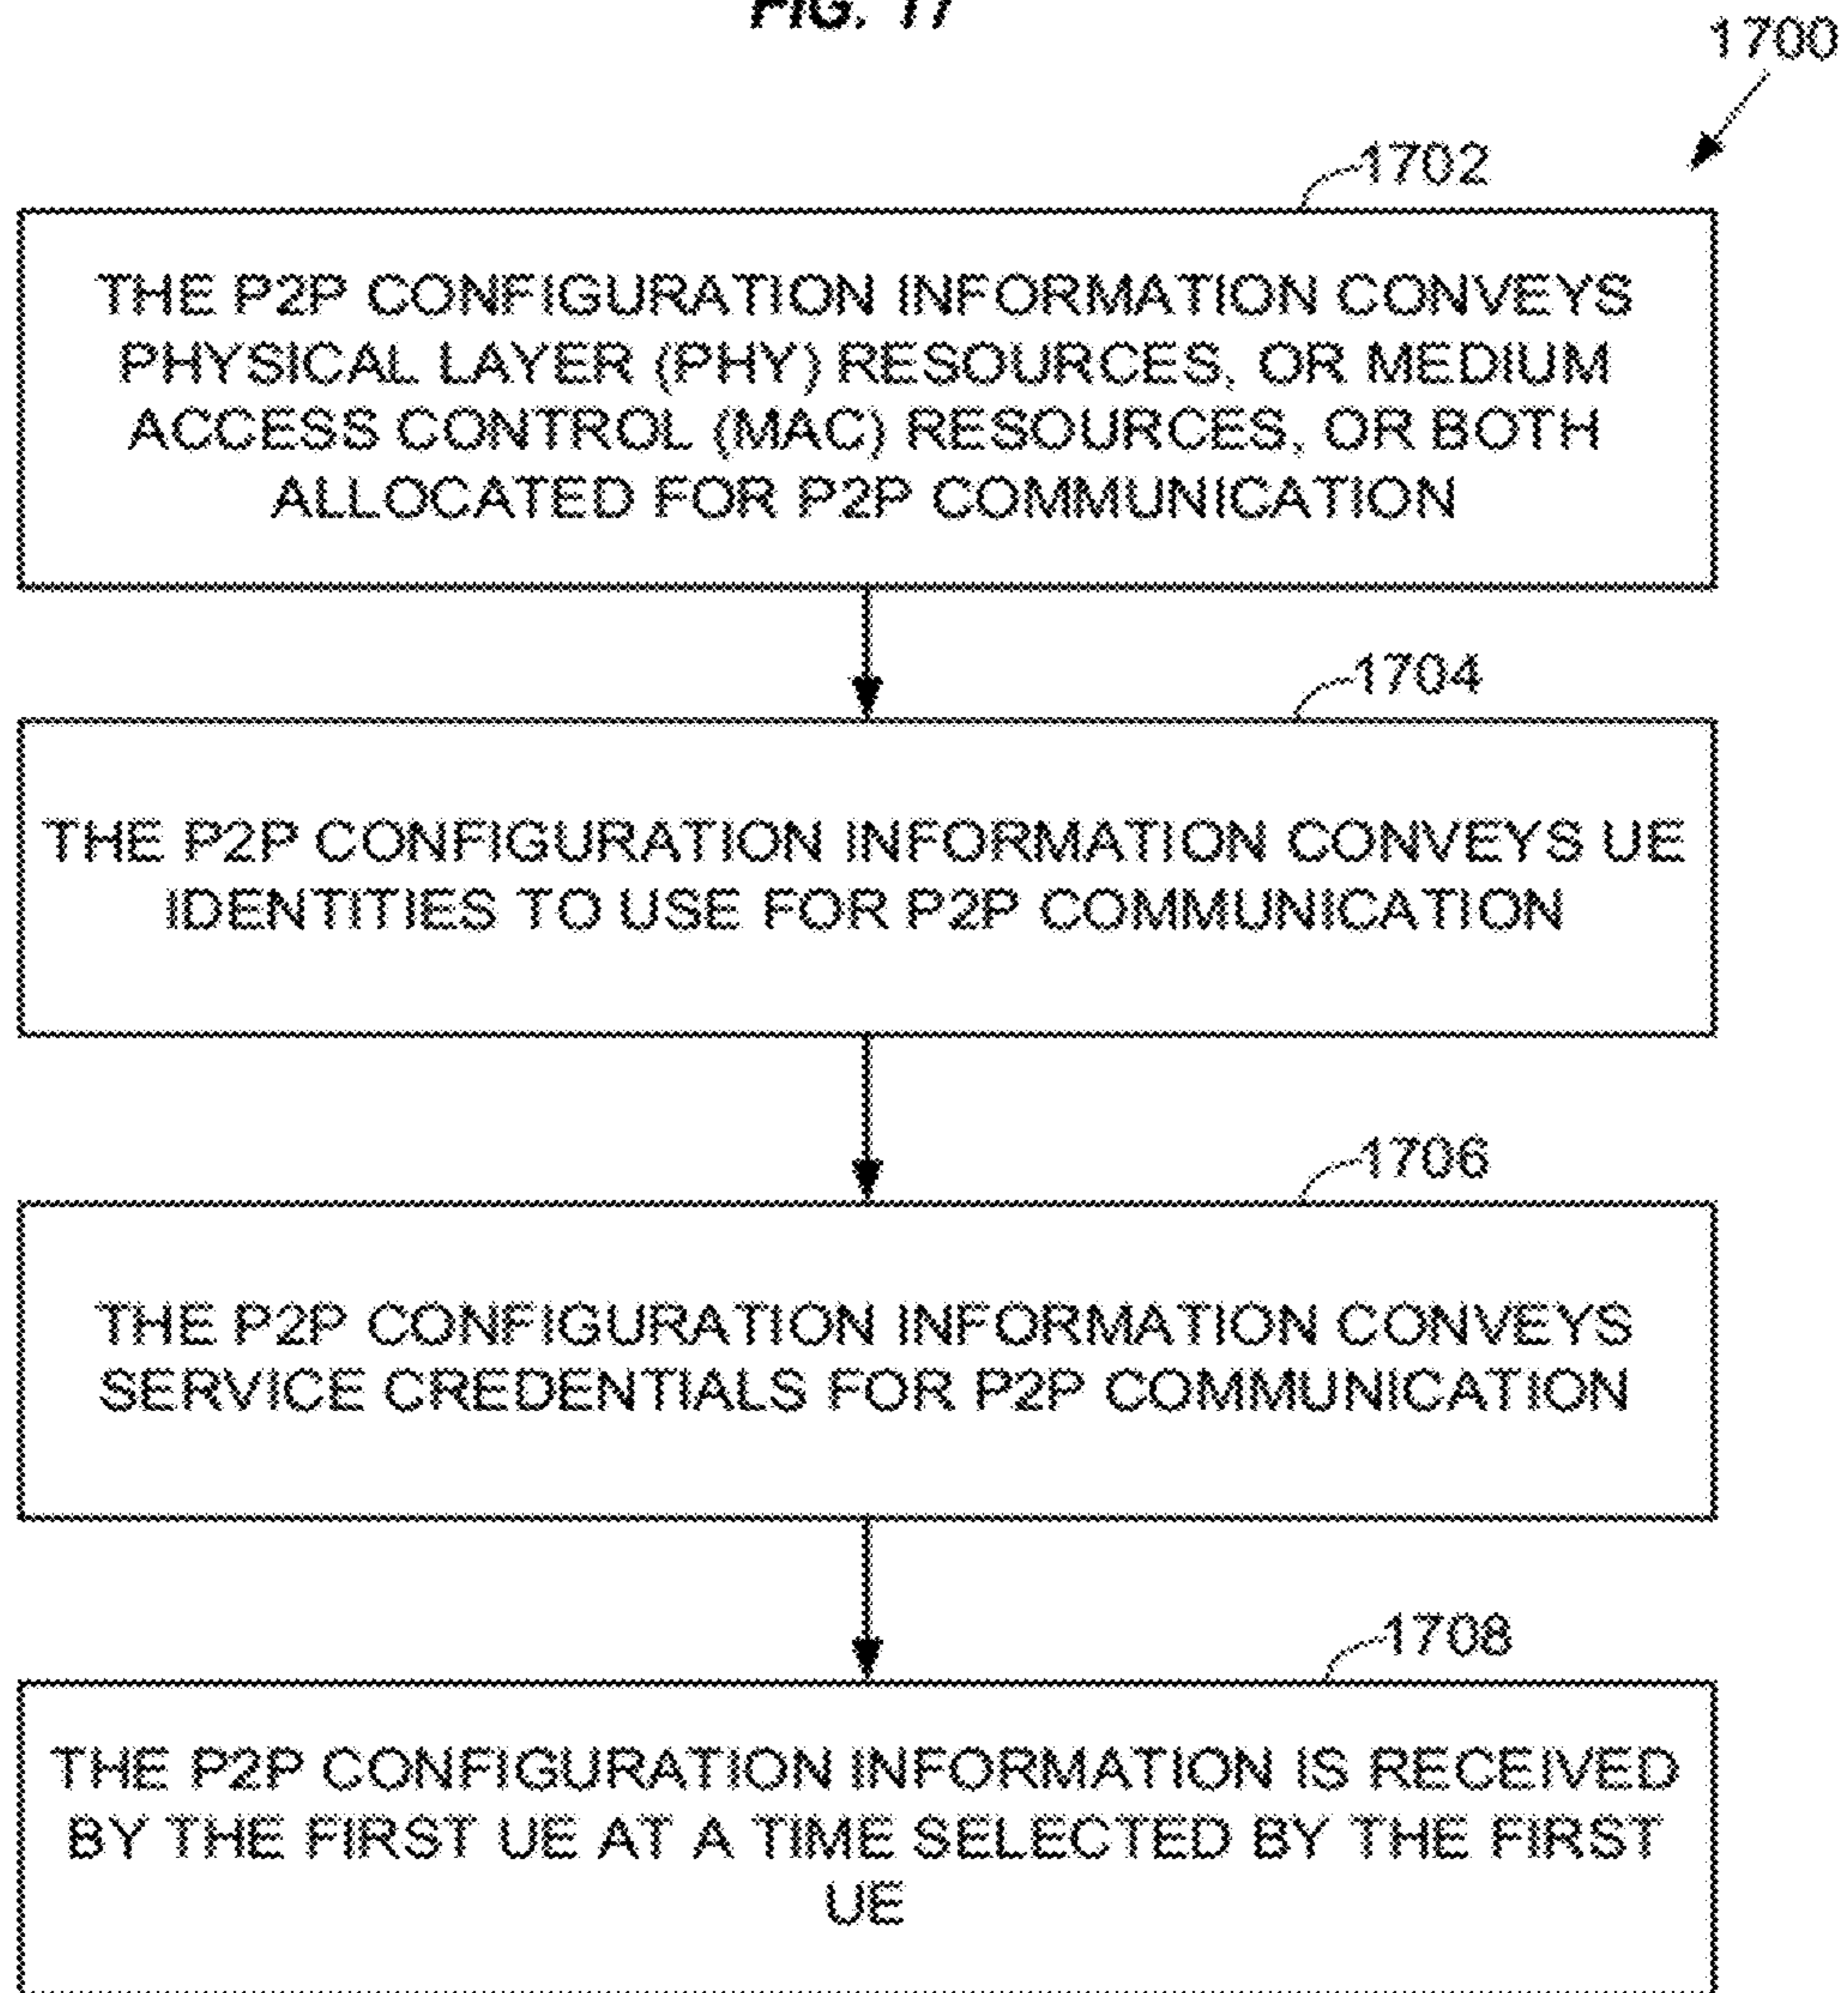 FIG. 17
1700
1702
THE P2P CONFIGURATION INFORMATION CONVEYS
PHYSICAL LAYER (PHY) RESOURCES, OR MEDIUM
ACCESS CONTROL (MAC) RESOURCES, OR BOTH
ALLOCATED FOR P2P COMMUNICATION
1704
THE P2P CONFIGURATION INFORMATION CONVEYS UE
IDENTITIES TO USE FOR P2P COMMUNICATION
1706
THE P2P CONFIGURATION INFORMATION CONVEYS
SERVICE CREDENTIALS FOR P2P COMMUNICATION
1708
THE P2P CONFIGURATION INFORMATION IS RECEIVED
BY THE FIRST UE AT A TIME SELECTED BY THE FIRST
UE